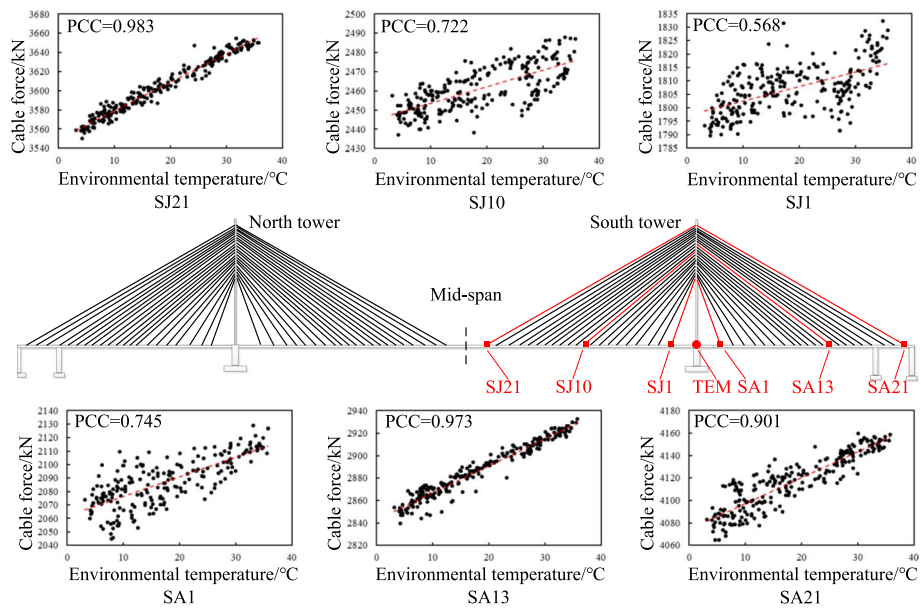 PCC=0.983
PCC=0.722
PCC=0.568
Cable force/kN
3680
3660
3640
3620
3600
3580
3560
3540
0
10
20
30
40
Environmental temperature/°C
SJ21
Cable force/kN
2500
2490
2480
2470
2460
2450
2440
2430
0
10
20
30
40
Environmental temperature/°C
SJ10
Cable force/kN
1835
1830
1825
1820
1815
1810
1805
1800
1795
1790
1785
0
10
20
30
40
Environmental temperature/°C
SJ1
North tower
South tower
Mid-span
SJ21
SJ10
SJ1
TEM
SA1
SA13
SA21
PCC=0.745
Cable force/kN
2140
2130
2120
2110
2100
2090
2080
2070
2060
2050
2040
0
10
20
30
40
Environmental temperature/°C
SA1
PCC=0.973
Cable force/kN
2940
2920
2900
2880
2860
2840
2820
0
10
20
30
40
Environmental temperature/°C
SA13
PCC=0.901
Cable force/kN
4180
4160
4140
4120
4100
4080
4060
0
10
20
30
40
Environmental temperature/°C
SA21